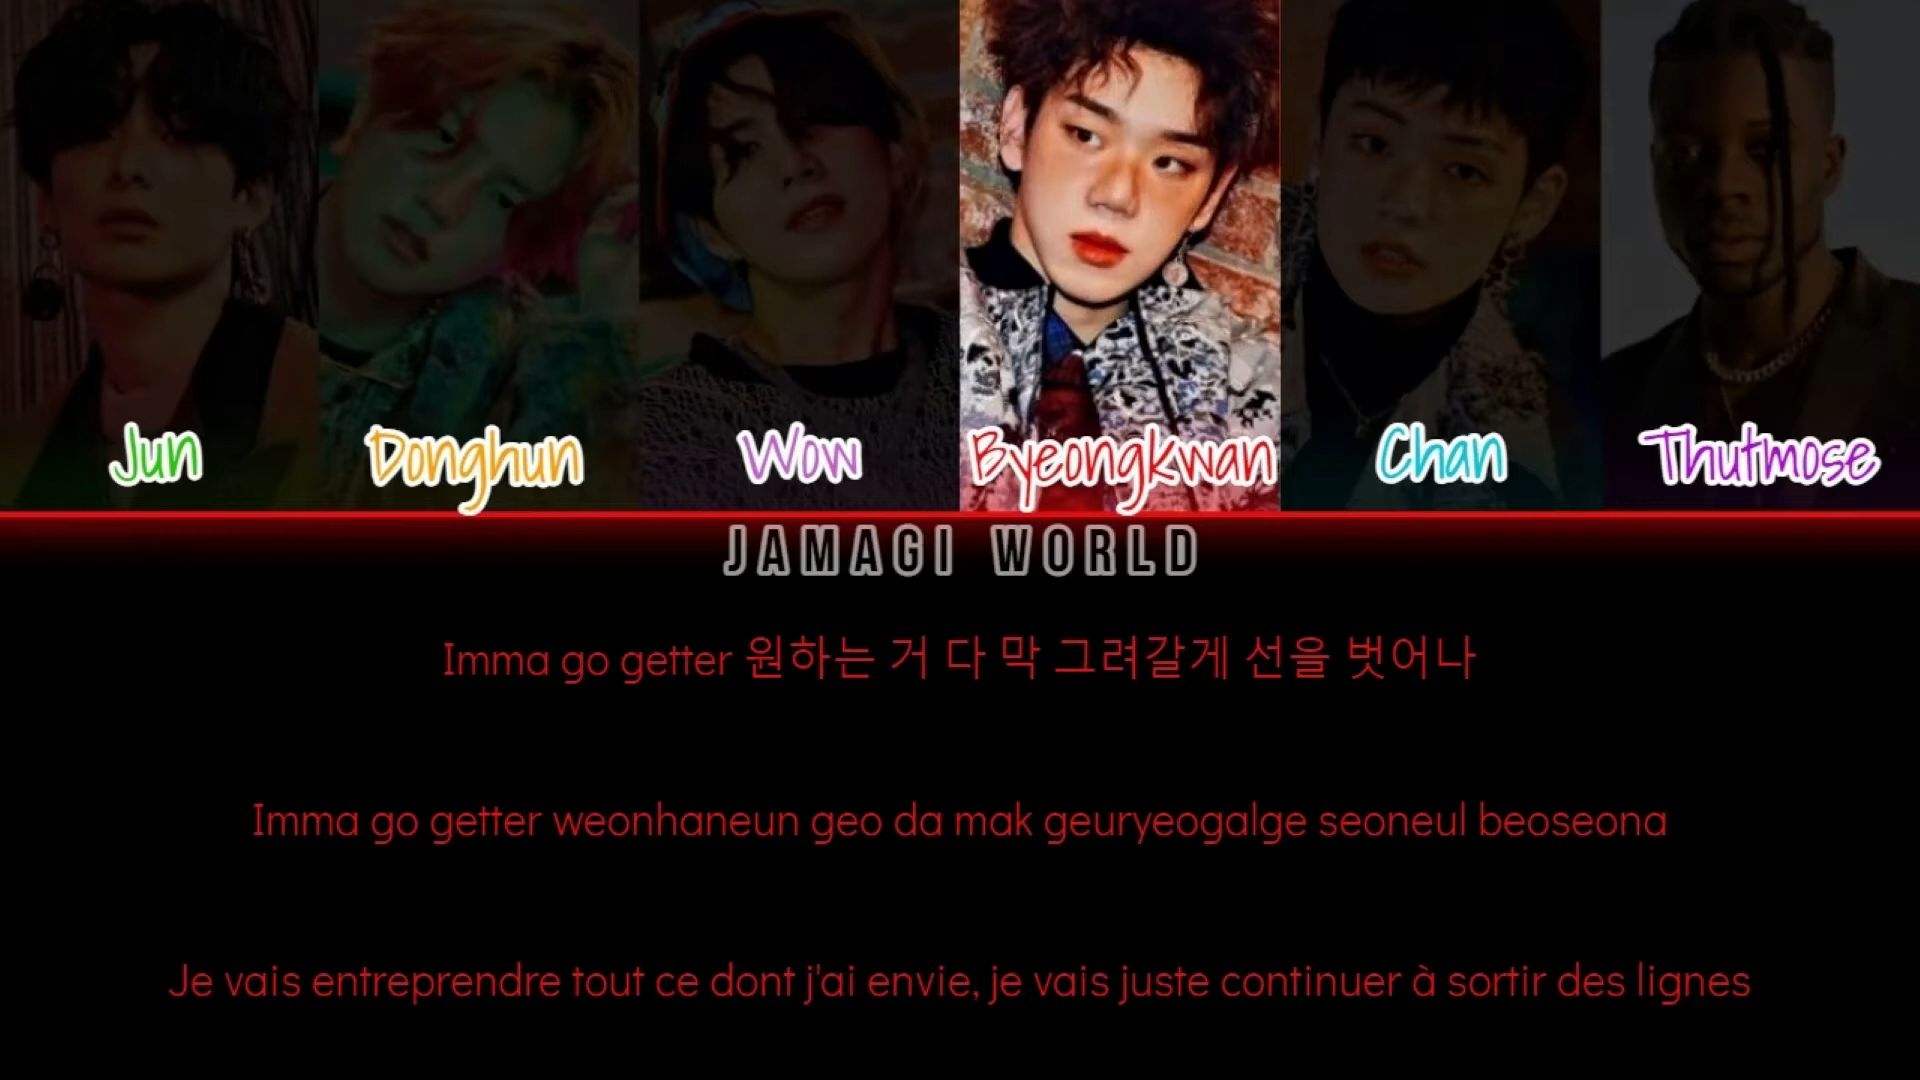 Jun
Donghun
Wow
Byeongkwan
Chan
Thutmose
JAMAGI WORLD
Imma go getter 원하는 거 다 막 그려갈게 선을 벗어나
Imma go getter weonhaneun geo da mak geuryeogalge seoneul beoseona
Je vais entreprendre tout ce dont j'ai envie, je vais juste continuer à sortir des lignes